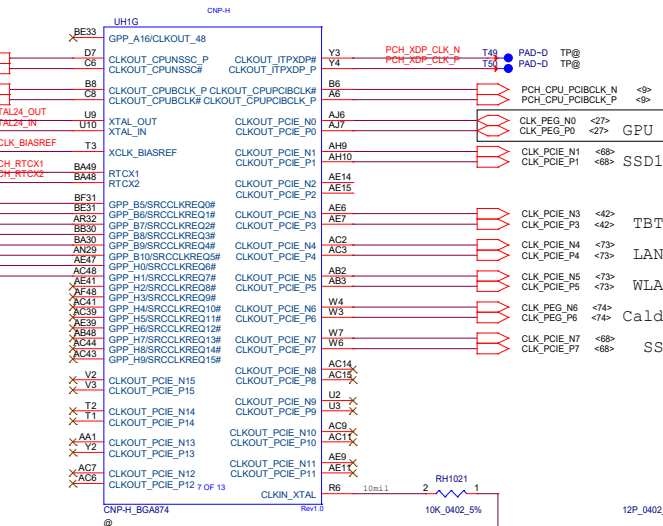 CNP-H
UH1G
BE33 GPP_A16/CLKOUT_48
D7 CLKOUT_CPUNSSC_P CLKOUT_ITPXDP# Y3 PCH_XDP_CLK_N T49 PAD~D TP@
C6 CLKOUT_CPUNSSC# CLKOUT_ITPXDP_P Y4 PCH_XDP_CLK_P T50 PAD~D TP@
B8 CLKOUT_CPUBCLK_P CLKOUT_CPUPCIBCLK# B6 PCH_CPU_PCIBCLK_N <9>
C8 CLKOUT_CPUBCLK# CLKOUT_CPUPCIBCLK_P A6 PCH_CPU_PCIBCLK_P <9>
TAL24_OUT U9 XTAL_OUT CLKOUT_PCIE_N0 AJ6 CLK_PEG_N0 <27>
TAL24_IN U10 XTAL_IN CLKOUT_PCIE_P0 AJ7 CLK_PEG_P0 <27> GPU
CLK_BIASREF T3 XCLK_BIASREF CLKOUT_PCIE_N1 AH9 CLK_PCIE_N1 <68>
CLKOUT_PCIE_P1 AH10 CLK_PCIE_P1 <68> SSD1
CH_RTCX1 BA49 RTCX1
CH_RTCX2 BA48 RTCX2 CLKOUT_PCIE_N2 AE14
CLKOUT_PCIE_P2 AE15
BF31 GPP_B5/SRCCLKREQ0#
BE31 GPP_B6/SRCCLKREQ1# CLKOUT_PCIE_N3 AE6 CLK_PCIE_N3 <42>
AR32 GPP_B7/SRCCLKREQ2# CLKOUT_PCIE_P3 AE7 CLK_PCIE_P3 <42> TBT
BB30 GPP_B8/SRCCLKREQ3#
BA30 GPP_B9/SRCCLKREQ4# CLKOUT_PCIE_N4 AC2 CLK_PCIE_N4 <73>
AN29 GPP_B10/SRCCLKREQ5# CLKOUT_PCIE_P4 AC3 CLK_PCIE_P4 <73> LAN
AE47 GPP_H0/SRCCLKREQ6#
AC48 GPP_H1/SRCCLKREQ7# CLKOUT_PCIE_N5 AB2 CLK_PCIE_N5 <73>
AE41 GPP_H2/SRCCLKREQ8# CLKOUT_PCIE_P5 AB3 CLK_PCIE_P5 <73> WLA
AF48 GPP_H3/SRCCLKREQ9#
AC41 GPP_H4/SRCCLKREQ10# CLKOUT_PCIE_N6 W4 CLK_PEG_N6 <74>
AC39 GPP_H5/SRCCLKREQ11# CLKOUT_PCIE_P6 W3 CLK_PEG_P6 <74> Cald
AE39 GPP_H6/SRCCLKREQ12#
AB48 GPP_H7/SRCCLKREQ13# CLKOUT_PCIE_N7 W7 CLK_PCIE_N7 <68>
AC44 GPP_H8/SRCCLKREQ14# CLKOUT_PCIE_P7 W6 CLK_PCIE_P7 <68> SS
AC43 GPP_H9/SRCCLKREQ15#
CLKOUT_PCIE_N8 AC14
V2 CLKOUT_PCIE_N15 CLKOUT_PCIE_P8 AC15
V3 CLKOUT_PCIE_P15
CLKOUT_PCIE_N9 U2
T2 CLKOUT_PCIE_N14 CLKOUT_PCIE_P9 U3
T1 CLKOUT_PCIE_P14
CLKOUT_PCIE_N10 AC9
AA1 CLKOUT_PCIE_N13 CLKOUT_PCIE_P10 AC11
Y2 CLKOUT_PCIE_P13
CLKOUT_PCIE_N11 AE9
AC7 CLKOUT_PCIE_N12 CLKOUT_PCIE_P11 AE11
AC6 CLKOUT_PCIE_P12 7 OF 13
CLKIN_XTAL R6 10mil 2 RH1021 1
CNP-H_BGA874 Rev1.0 10K_0402_5% 12P_0402
@